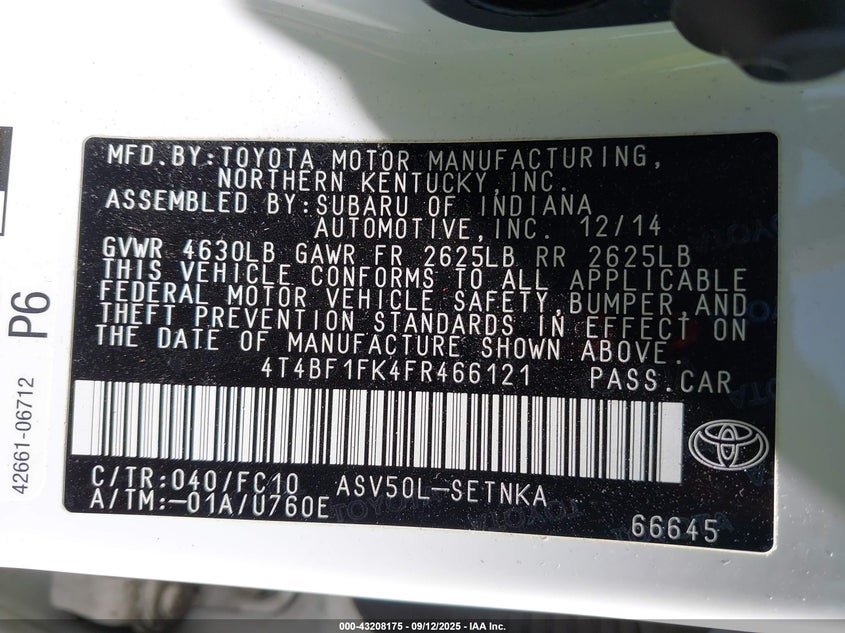 MFD.BY:TOYOTA MOTOR MANUFACTURING,
NORTHERN KENTUCKY,INC.
ASSEMBLED BY:SUBARU OF INDIANA
AUTOMOTIVE,INC. 12/14
GVWR 4630LB GAWR FR 2625LB RR 2625LB
THIS VEHICLE CONFORMS TO ALL APPLICABLE
FEDERAL MOTOR VEHICLE SAFETY,BUMPER,AND
THEFT PREVENTION STANDARDS IN EFFECT ON
THE DATE OF MANUFACTURE SHOWN ABOVE.
4T4BF1FK4FR466121 PASS.CAR
C/TR:040/FC10 ASV50L-SETNKA
A/TM:-01A/U760E
66645
TOYOTA
TOYOTA
TOYOTA
42661-06712
P6
000-43208175 - 09/12/2025 - IAA Inc.